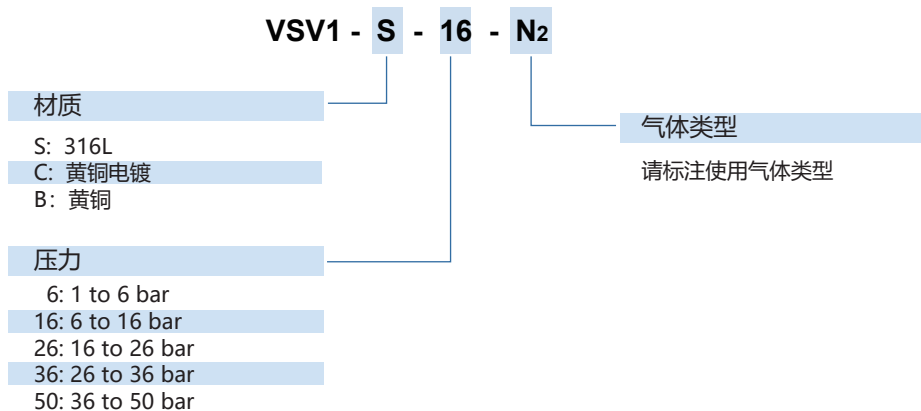 VSV1 - S - 16 - N2
材质
S: 316L
C: 黄铜电镀
B: 黄铜
压力
6: 1 to 6 bar
16: 6 to 16 bar
26: 16 to 26 bar
36: 26 to 36 bar
50: 36 to 50 bar
气体类型
请标注使用气体类型